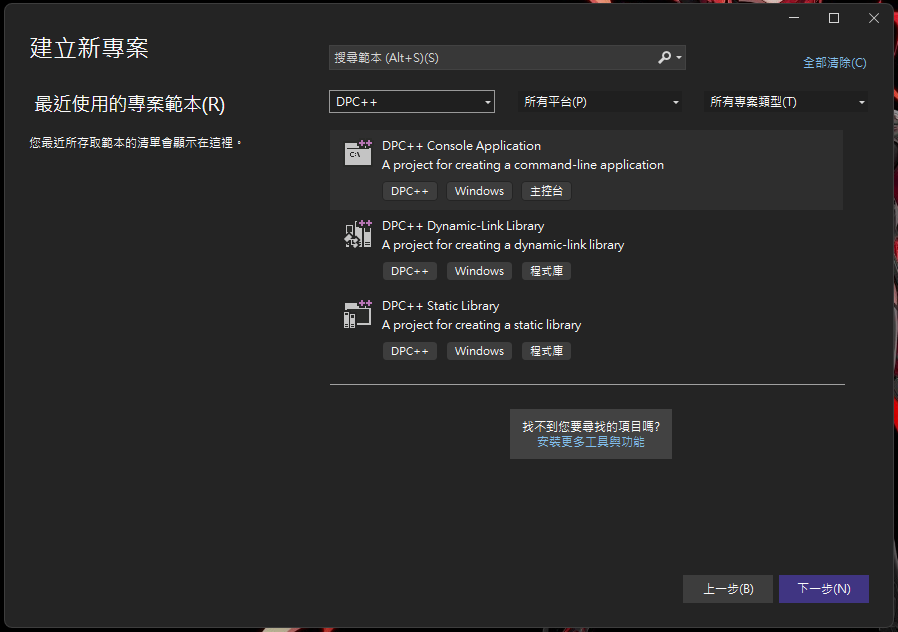 建立新專案
搜尋範本 (Alt+S)(S)
全部清除(C)
最近使用的專案範本(R)
您最近所存取範本的清單會顯示在這裡。
DPC++
所有平台(P)
所有專案類型(T)
DPC++ Console Application
A project for creating a command-line application
DPC++ Windows 主控台
DPC++ Dynamic-Link Library
A project for creating a dynamic-link library
DPC++ Windows 程式庫
DPC++ Static Library
A project for creating a static library
DPC++ Windows 程式庫
找不到您要尋找的項目嗎?
安裝更多工具與功能
上一步(B)
下一步(N)